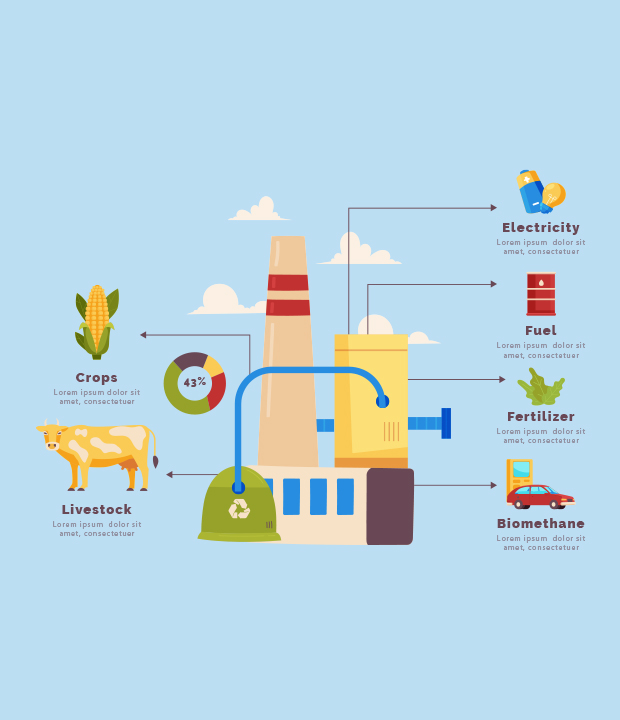 Electricity
Lorem ipsum dolor sit
amet, consectetuer
Fuel
Lorem ipsum dolor sit
amet, consectetuer
Crops
Lorem ipsum dolor sit
amet, consectetuer
43%
Fertilizer
Lorem ipsum dolor sit
amet, consectetuer
Livestock
Lorem ipsum dolor sit
amet, consectetuer
Biomethane
Lorem ipsum dolor sit
amet, consectetuer